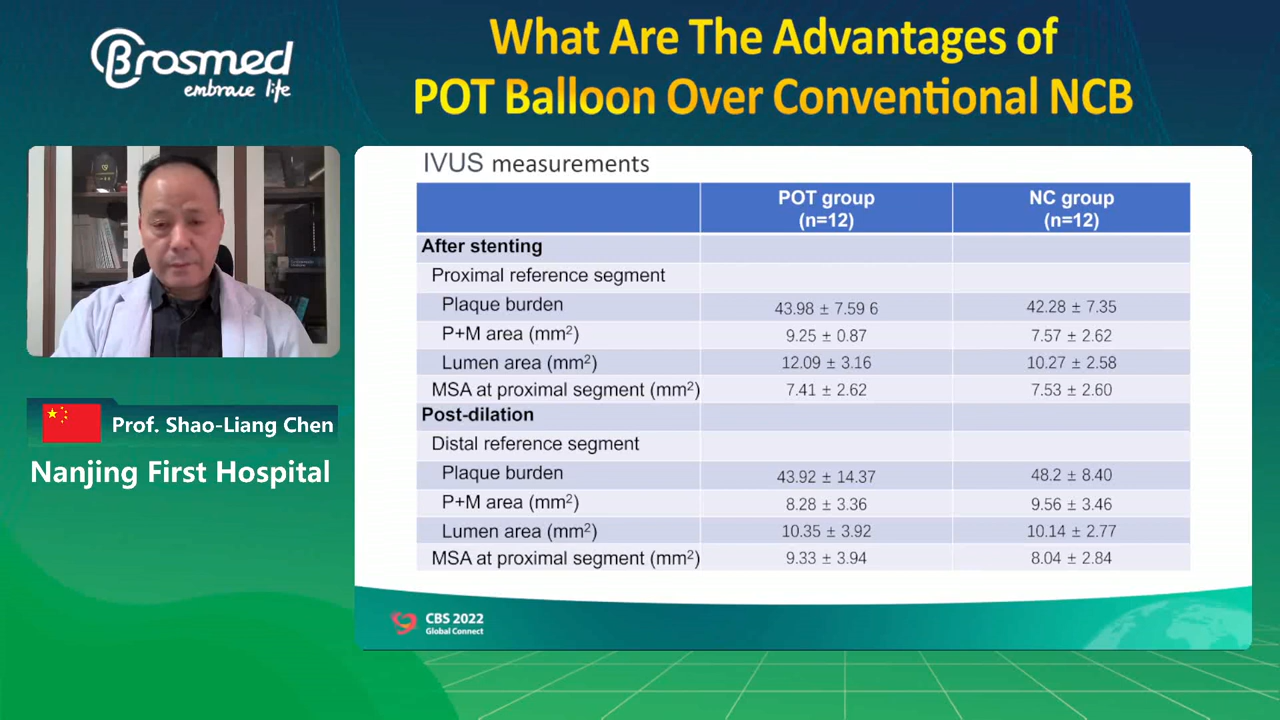 Brosmed
embrace life
What Are The Advantages of
POT Balloon Over Conventional NCB
IVUS measurements
POT group NC group
(n=12) (n=12)
After stenting
Proximal reference segment
Plaque burden 43.98 ± 7.59 6 42.28 ± 7.35
P+M area (mm²) 9.25 ± 0.87 7.57 ± 2.62
Lumen area (mm²) 12.09 ± 3.16 10.27 ± 2.58
MSA at proximal segment (mm²) 7.41 ± 2.62 7.53 ± 2.60
Post-dilation
Distal reference segment
Plaque burden 43.92 ± 14.37 48.2 ± 8.40
P+M area (mm²) 8.28 ± 3.36 9.56 ± 3.46
Lumen area (mm²) 10.35 ± 3.92 10.14 ± 2.77
MSA at proximal segment (mm²) 9.33 ± 3.94 8.04 ± 2.84
Prof. Shao-Liang Chen
Nanjing First Hospital
CBS 2022
Global Connect